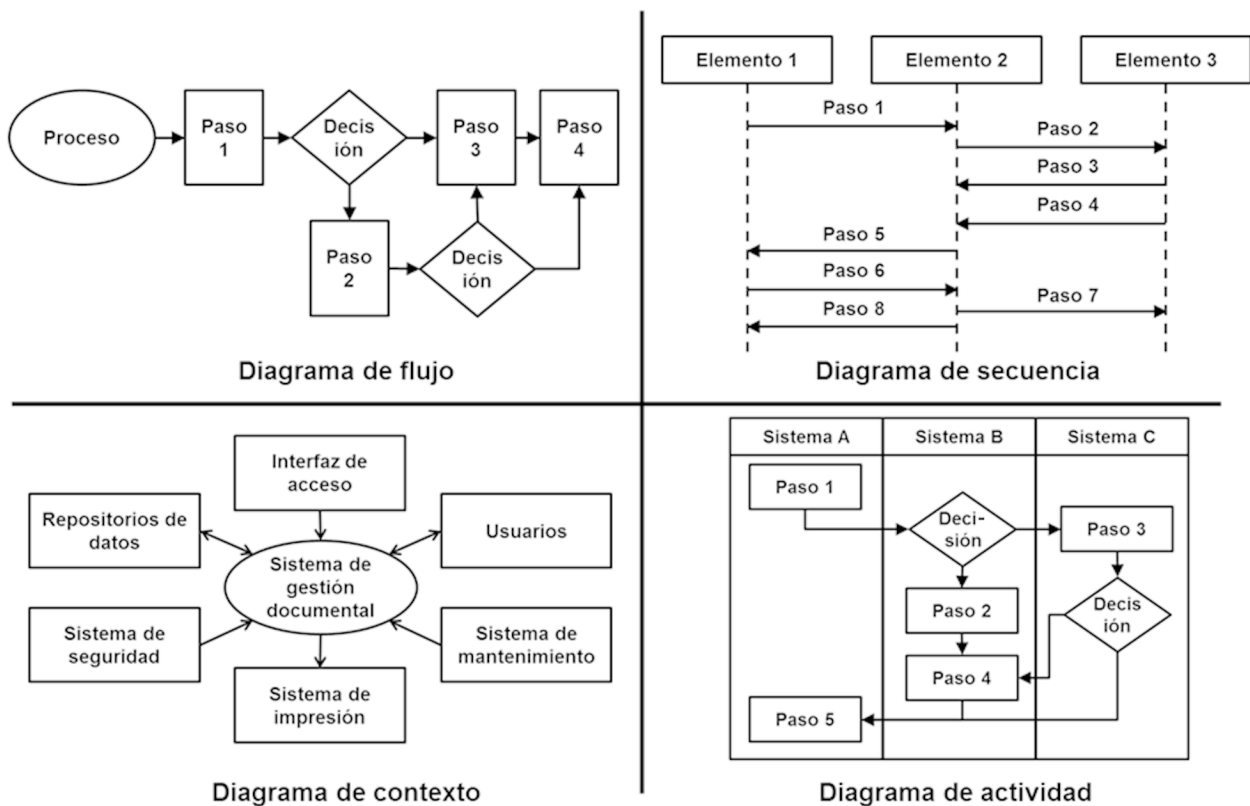 Proceso
Paso
1
Decis
ión
Paso
3
Paso
4
Paso
2
Decis
ión
Diagrama de flujo
Elemento 1
Elemento 2
Elemento 3
Paso 1
Paso 2
Paso 3
Paso 4
Paso 5
Paso 6
Paso 7
Paso 8
Diagrama de secuencia
Interfaz de
acceso
Repositorios de
datos
Usuarios
Sistema de
gestión
documental
Sistema de
seguridad
Sistema de
mantenimiento
Sistema de
impresión
Diagrama de contexto
Sistema A
Sistema B
Sistema C
Paso 1
Deci-
sión
Paso 3
Paso 2
Decis
ión
Paso 4
Paso 5
Diagrama de actividad